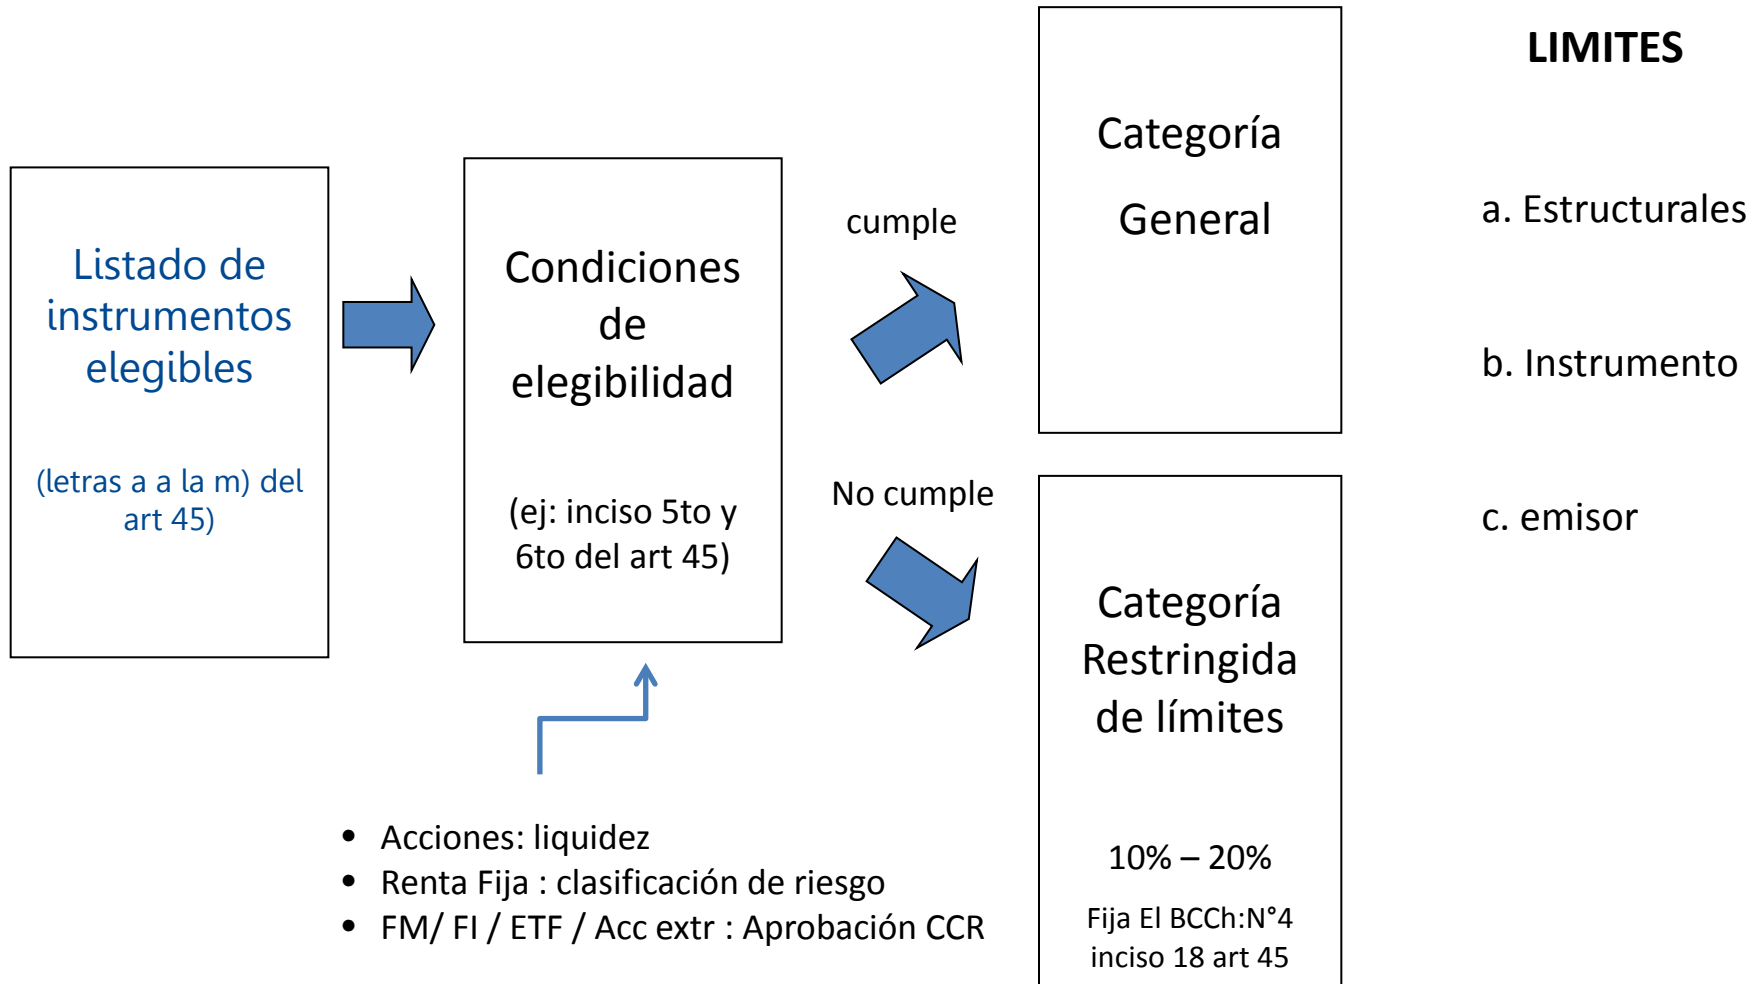 Listado de
instrumentos
elegibles
(letras a a la m) del
art 45)
Condiciones
de
elegibilidad
(ej: inciso 5to y
6to del art 45)
• Acciones: liquidez
• Renta Fija : clasificación de riesgo
• FM/ FI / ETF / Acc extr : Aprobación CCR
cumple
No cumple
Categoría
General
Categoría
Restringida
de límites
10% – 20%
Fija El BCCh:N°4
inciso 18 art 45
LIMITES
a. Estructurales
b. Instrumento
c. emisor